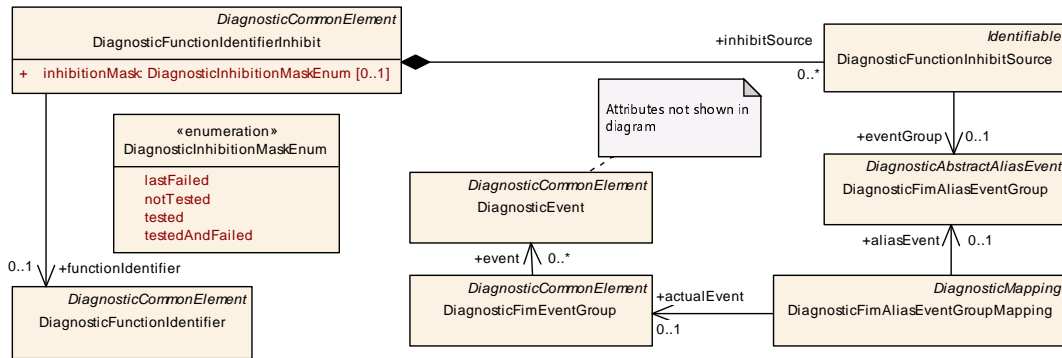 DiagnosticCommonElement
DiagnosticFunctionIdentifierInhibit
+ inhibitionMask: DiagnosticInhibitionMaskEnum [0..1]
+inhibitSource
0..*
Identifiable
DiagnosticFunctionInhibitSource
Attributes not shown in
diagram
«enumeration»
DiagnosticInhibitionMaskEnum
lastFailed
notTested
tested
testedAndFailed
+eventGroup
0..1
DiagnosticCommonElement
DiagnosticEvent
DiagnosticAbstractAliasEvent
DiagnosticFimAliasEventGroup
+event
0..*
+aliasEvent
0..1
0..1
+functionIdentifier
DiagnosticCommonElement
DiagnosticFunctionIdentifier
DiagnosticCommonElement
DiagnosticFimEventGroup
+actualEvent
0..1
DiagnosticMapping
DiagnosticFimAliasEventGroupMapping